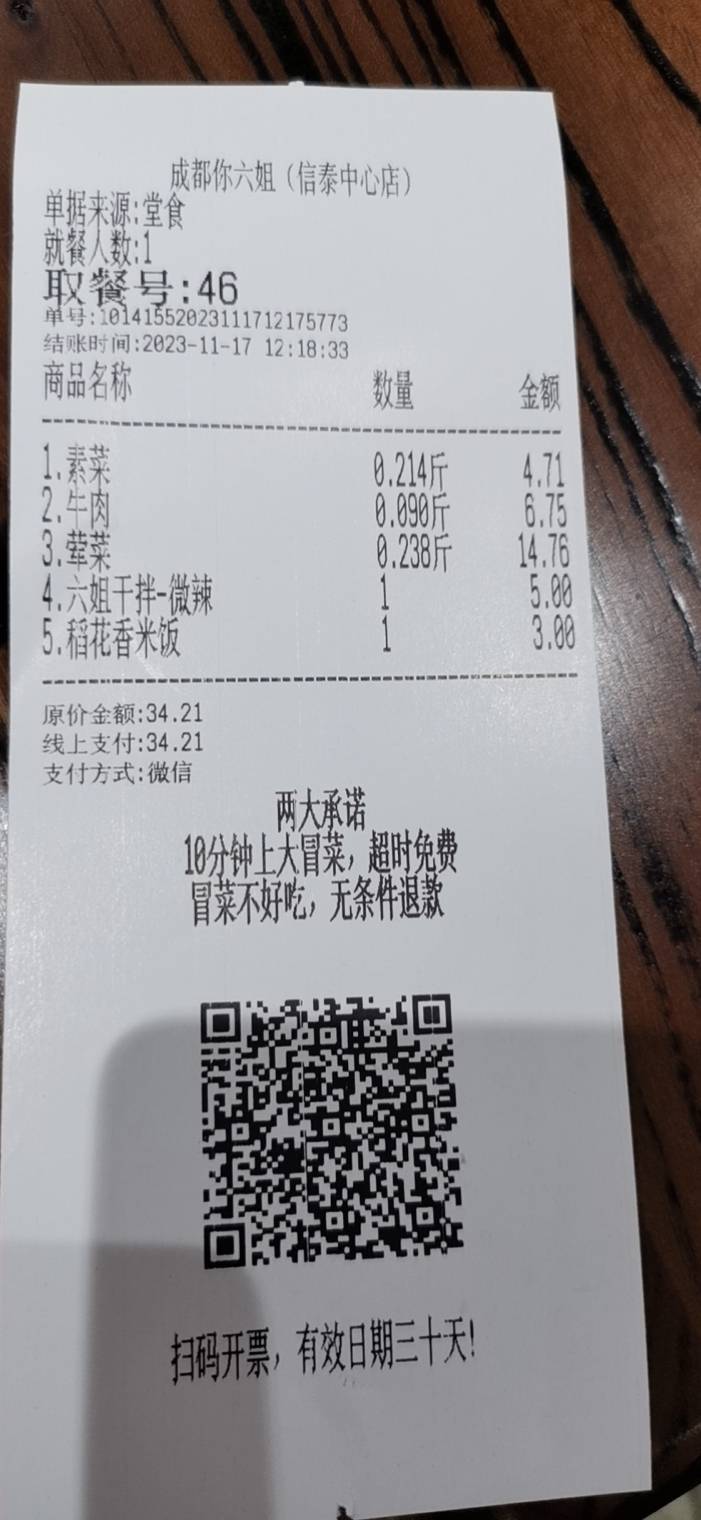 成都你六姐（信泰中心店）
单据来源:堂食
就餐人数:1
取餐号:46
单号:10141552023111712175773
结账时间:2023-11-17 12:18:33
商品名称 数量 金额
1.素菜 0.214斤 4.71
2.牛肉 0.090斤 6.75
3.荤菜 0.238斤 14.76
4.六姐干拌-微辣 1 5.00
5.稻花香米饭 1 3.00
原价金额:34.21
线上支付:34.21
支付方式:微信
两大承诺
10分钟上大冒菜，超时免费
冒菜不好吃，无条件退款
扫码开票，有效日期三十天!